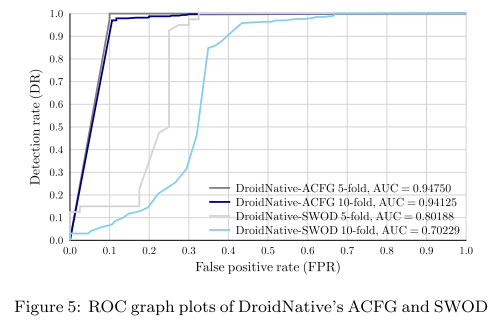 1.0
0.9
0.8
0.7
0.6
0.5
0.4
0.3
0.2
0.1
0.0
Detection rate (DR)
DroidNative-ACFG 5-fold, AUC = 0.94750
DroidNative-ACFG 10-fold, AUC = 0.94125
DroidNative-SWOD 5-fold, AUC = 0.80188
DroidNative-SWOD 10-fold, AUC = 0.70229
0.0 0.1 0.2 0.3 0.4 0.5 0.6 0.7 0.8 0.9 1.0
False positive rate (FPR)
Figure 5: ROC graph plots of DroidNative's ACFG and SWOD